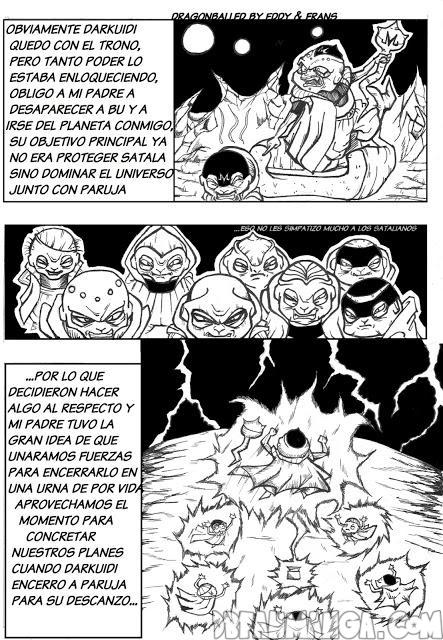 DRAGONBALLED BY EDDY & FRANS
OBVIAMENTE DARKUIDI
QUEDO CON EL TRONO,
PERO TANTO PODER LO
ESTABA ENLOQUECIENDO,
OBLIGO A MI PADRE A
DESAPARECER A BU Y A
IRSE DEL PLANETA CONMIGO,
SU OBJETIVO PRINCIPAL YA
NO ERA PROTEGER SATALA
SINO DOMINAR EL UNIVERSO
JUNTO CON PARUJA
...ESO NO LES SIMPATIZO MUCHO A LOS SATALIANOS
...POR LO QUE
DECIDIERON HACER
ALGO AL RESPECTO Y
MI PADRE TUVO LA
GRAN IDEA DE QUE
UNARAMOS FUERZAS
PARA ENCERRARLO EN
UNA URNA DE POR VIDA
APROVECHAMOS EL
MOMENTO PARA
CONCRETAR
NUESTROS PLANES
CUANDO DARKUIDI
ENCERRO A PARUJA
PARA SU DESCANZO...